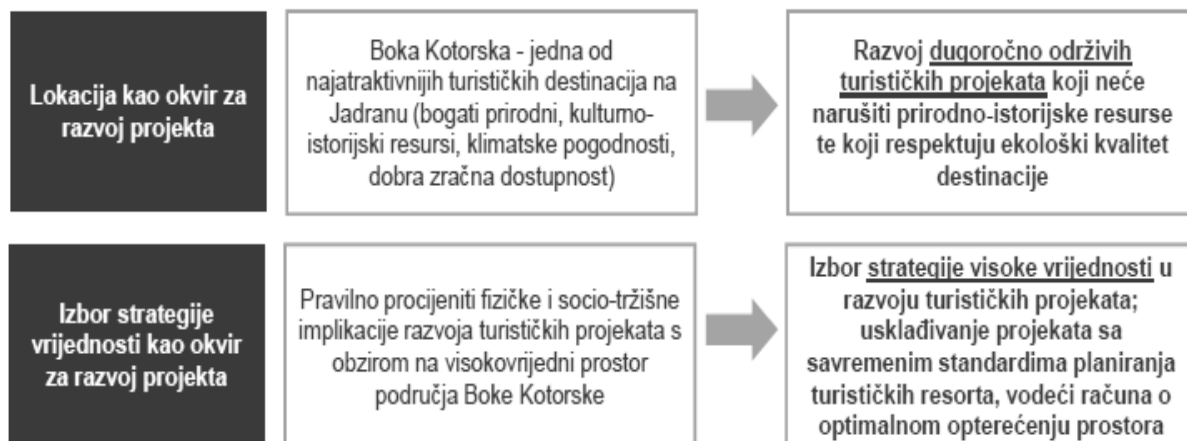 Lokacija kao okvir za
razvoj projekta
Boka Kotorska - jedna od
najatraktivnijih turističkih destinacija na
Jadranu (bogati prirodni, kulturno-
istorijski resursi, klimatske pogodnosti,
dobra zračna dostupnost)
Razvoj dugoročno održivih
turističkih projekata koji neće
narušiti prirodno-istorijske resurse
te koji respektuju ekološki kvalitet
destinacije
Izbor strategije
vrijednosti kao okvir
za razvoj projekta
Pravilno procijeniti fizičke i socio-tržišne
implikacije razvoja turističkih projekata s
obzirom na visokovrijedni prostor
područja Boke Kotorske
Izbor strategije visoke vrijednosti u
razvoju turističkih projekata;
usklađivanje projekata sa
savremenim standardima planiranja
turističkih resorta, vodeći računa o
optimalnom opterećenju prostora